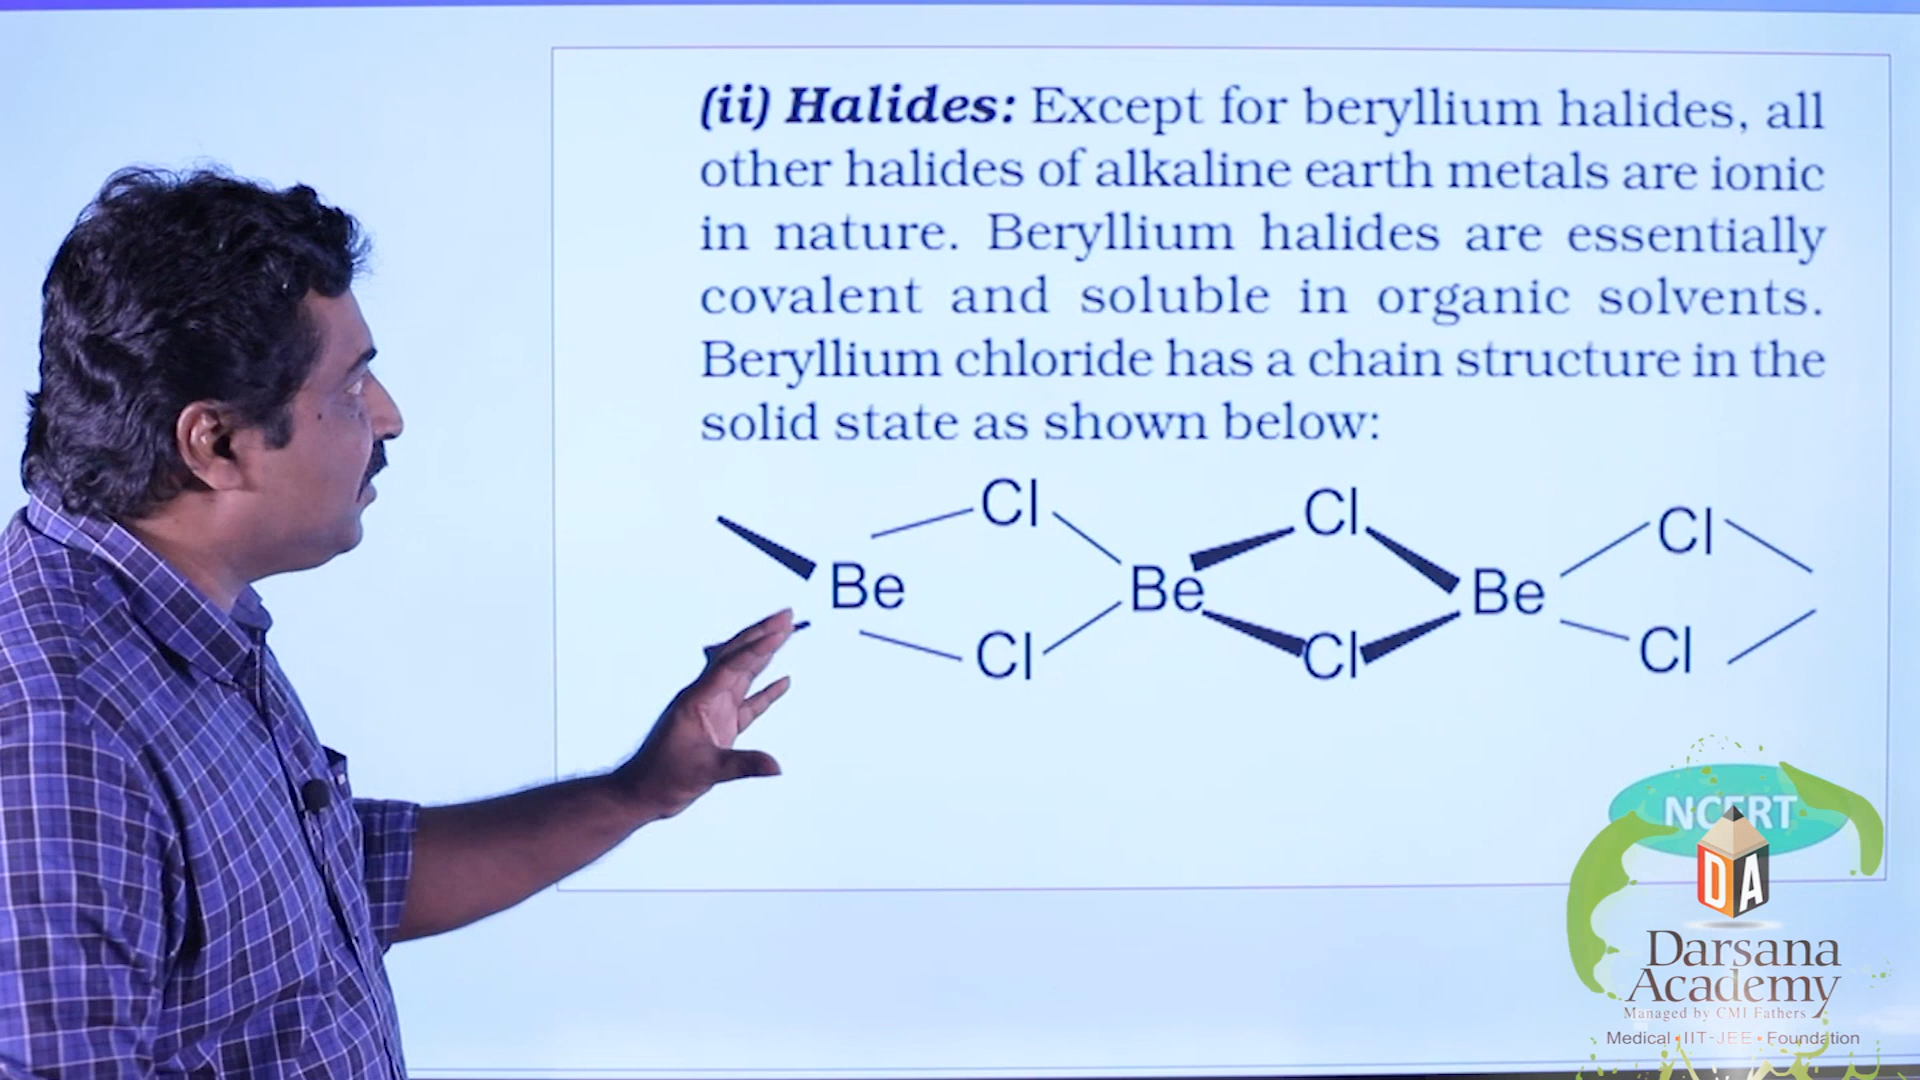 (ii) Halides: Except for beryllium halides, all
other halides of alkaline earth metals are ionic
in nature. Beryllium halides are essentially
covalent and soluble in organic solvents.
Beryllium chloride has a chain structure in the
solid state as shown below:
Cl Cl Cl
Be Be Be
Cl Cl Cl
NCERT
DA
Darsana
Academy
Managed by CMI Fathers
Medical IIT-JEE Foundation